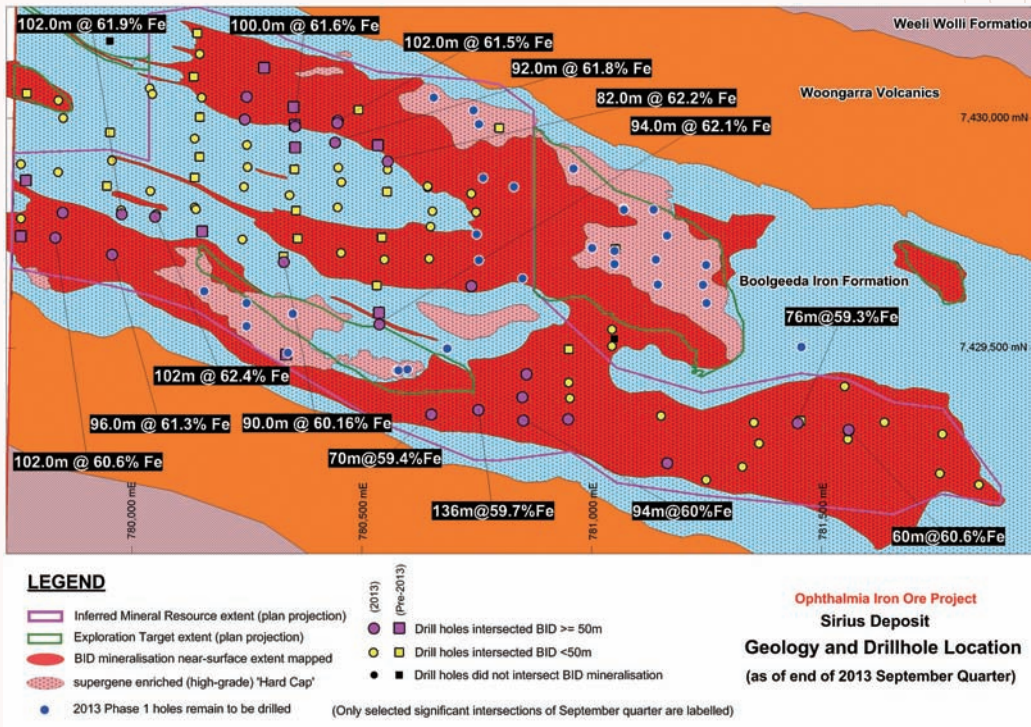 Weeli Wolli Formation
102.0m @ 61.9% Fe
100.0m @ 61.6% Fe
102.0m @ 61.5% Fe
92.0m @ 61.8% Fe
Woongarra Volcanics
82.0m @ 62.2% Fe
7,430,000 mN
94.0m @ 62.1% Fe
Boolgeeda Iron Formation
76m@59.3%Fe
7,429,500 mN
102m @ 62.4% Fe
96.0m @ 61.3% Fe
90.0m @ 60.16% Fe
70m@59.4%Fe
102.0m @ 60.6% Fe
780,000 mE
780,500 mE
781,000 mE
781,500 mE
136m@59.7%Fe
94m@60%Fe
60m@60.6%Fe
LEGEND
Inferred Mineral Resource extent (plan projection)
Exploration Target extent (plan projection)
BID mineralisation near-surface extent mapped
supergene enriched (high-grade) 'Hard Cap'
2013 Phase 1 holes remain to be drilled
(2013)
(Pre-2013)
Drill holes intersected BID >= 50m
Drill holes intersected BID <50m
Drill holes did not intersect BID mineralisation
(Only selected significant intersections of September quarter are labelled)
Ophthalmia Iron Ore Project
Sirius Deposit
Geology and Drillhole Location
(as of end of 2013 September Quarter)